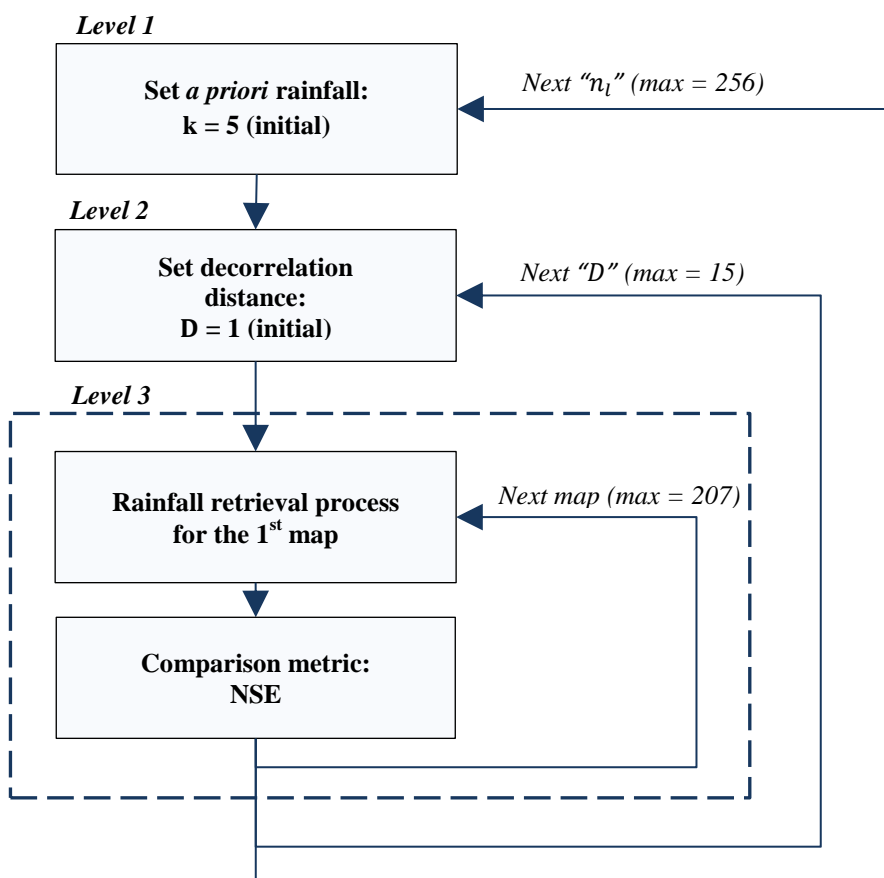 Level 1
Set a priori rainfall:
k = 5 (initial)
Next “n_l” (max = 256)
Level 2
Set decorrelation
distance:
D = 1 (initial)
Next “D” (max = 15)
Level 3
Rainfall retrieval process
for the 1st map
Next map (max = 207)
Comparison metric:
NSE